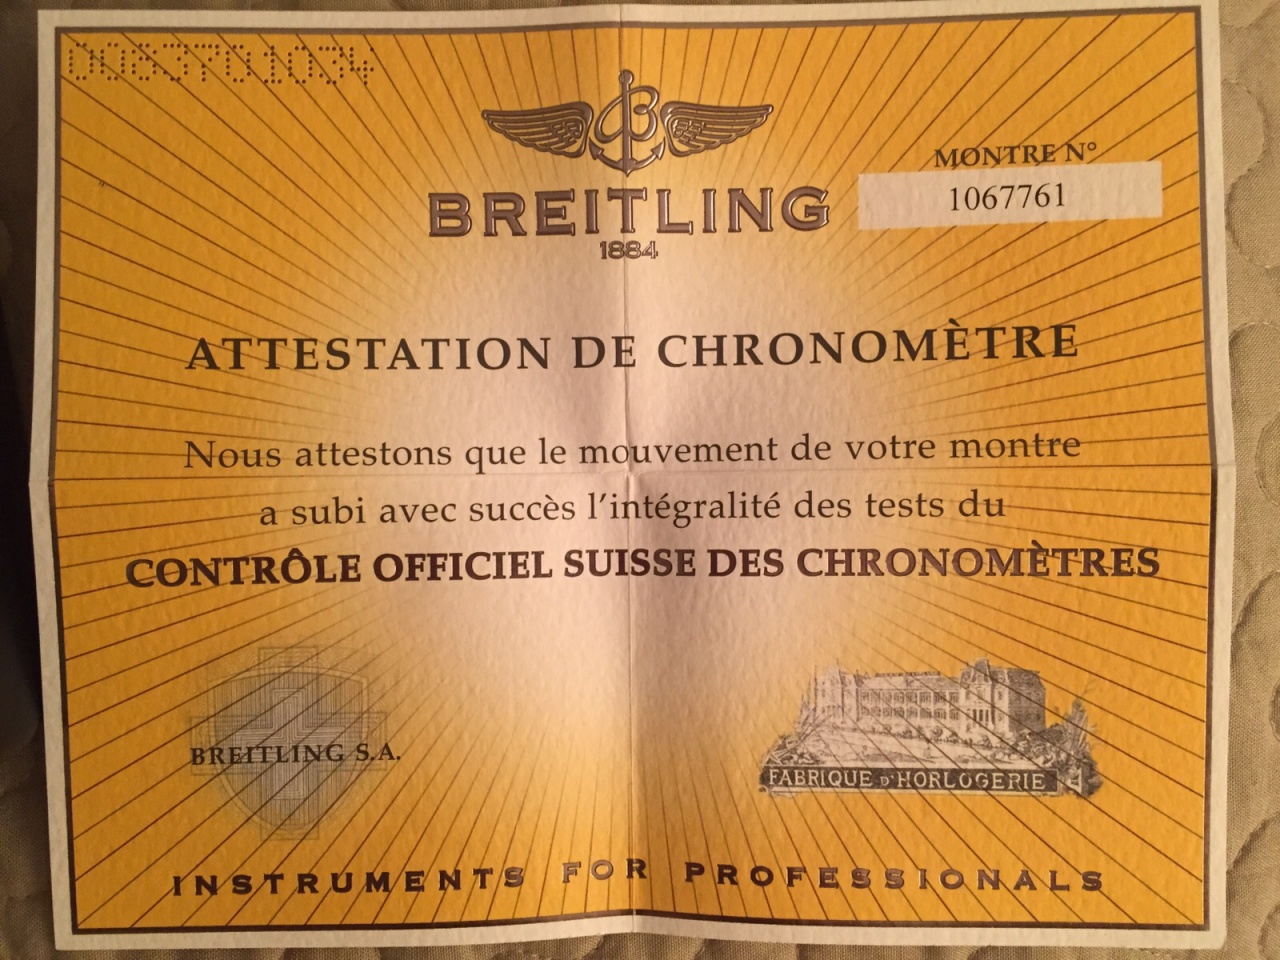 0083701034
BREITLING
1884
MONTRE N°
1067761
ATTESTATION DE CHRONOMÈTRE
Nous attestons que le mouvement de votre montre
a subi avec succès l'intégralité des tests du
CONTRÔLE OFFICIEL SUISSE DES CHRONOMÈTRES
BREITLING S.A.
FABRIQUE D'HORLOGERIE
INSTRUMENTS FOR PROFESSIONALS